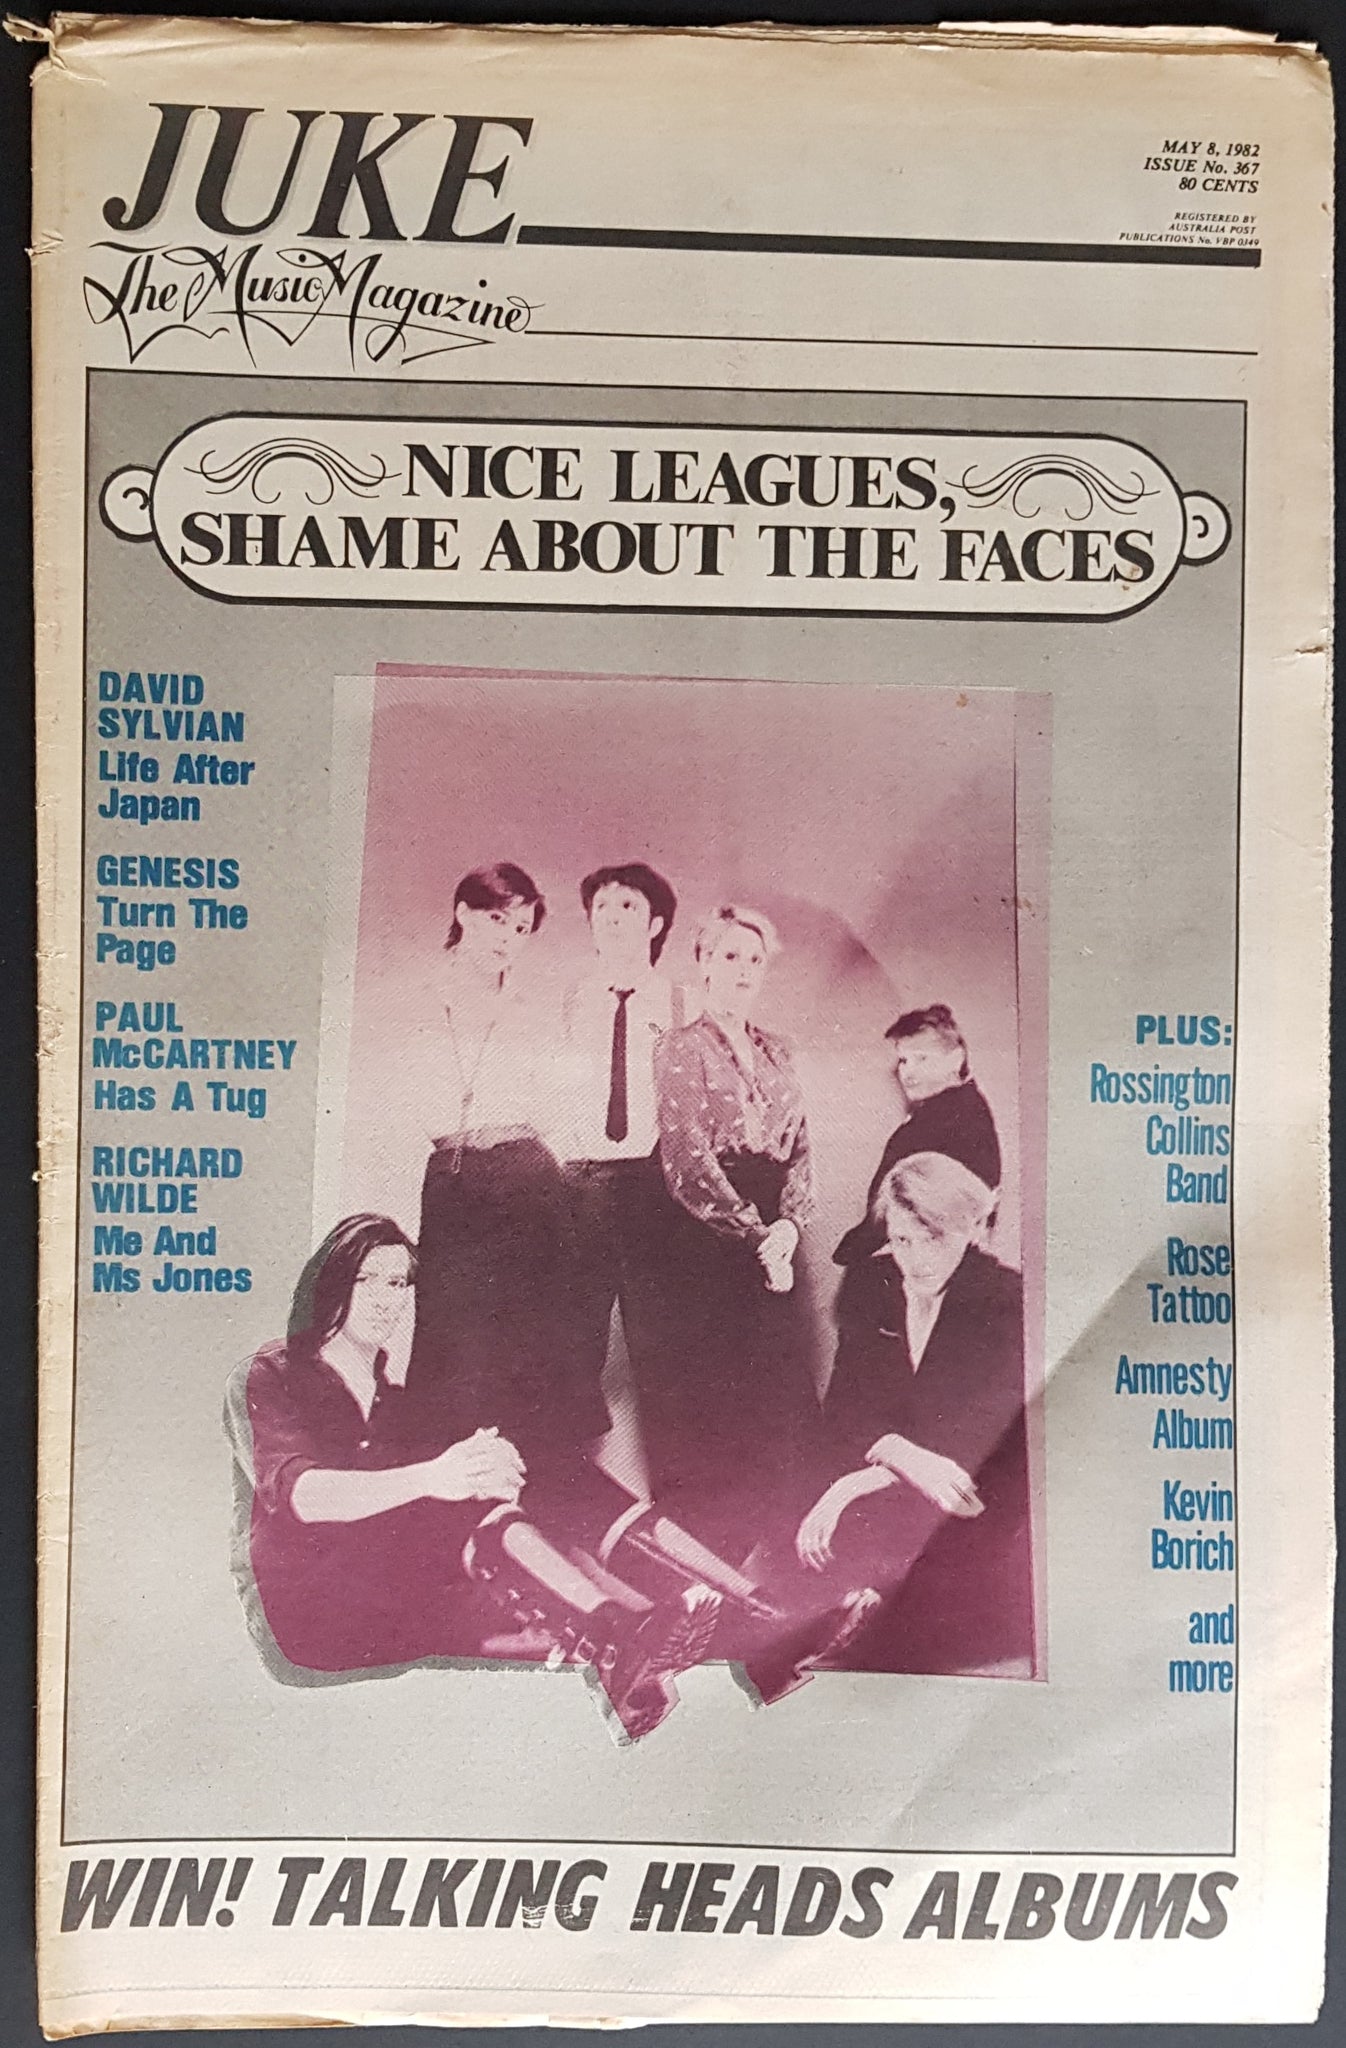 JUKE
The Music Magazine
MAY 8, 1982
ISSUE No. 367
80 CENTS
REGISTERED BY
AUSTRALIA POST
PUBLICATIONS No. VBP 0349
NICE LEAGUES,
SHAME ABOUT THE FACES
DAVID
SYLVIAN
Life After
Japan
GENESIS
Turn The
Page
PAUL
McCARTNEY
Has A Tug
RICHARD
WILDE
Me And
Ms Jones
PLUS:
Rossington
Collins
Band
Rose
Tattoo
Amnesty
Album
Kevin
Borich
and
more
WIN! TALKING HEADS ALBUMS